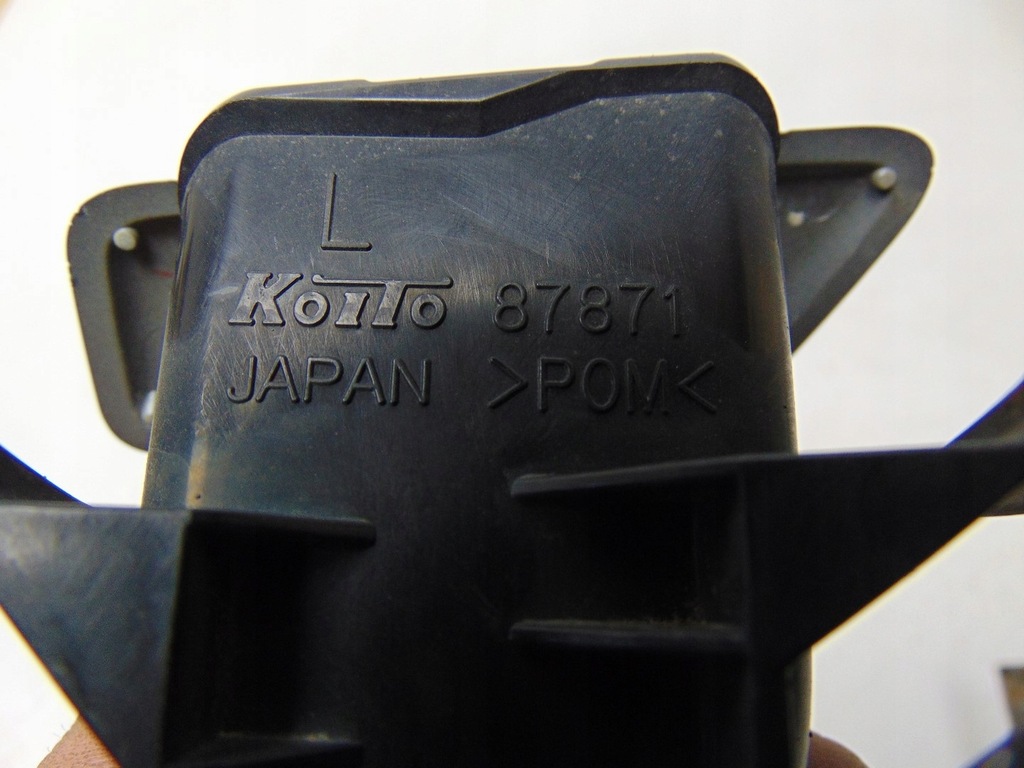 L
KOITO 87871
JAPAN >POM<